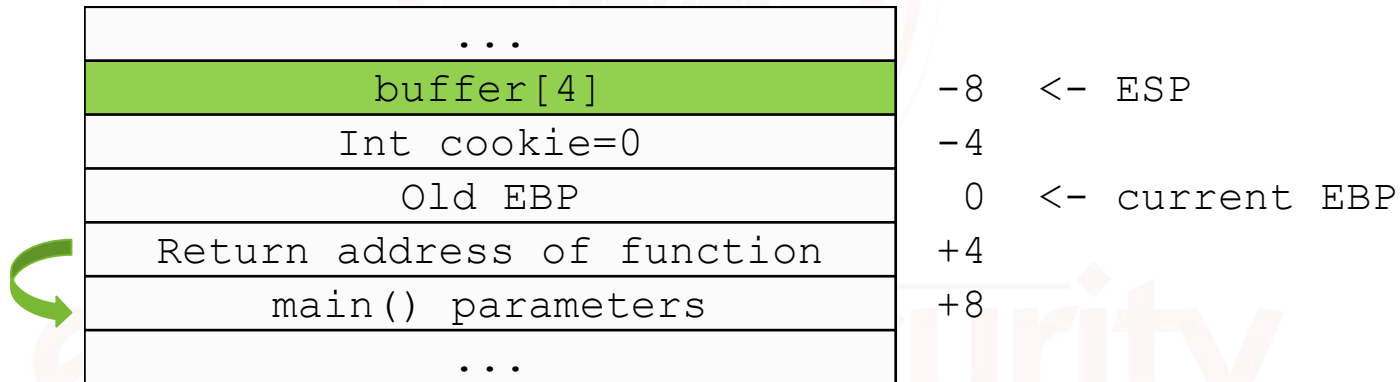 ...
buffer[4] -8 <- ESP
Int cookie=0 -4
Old EBP 0 <- current EBP
Return address of function +4
main() parameters +8
...